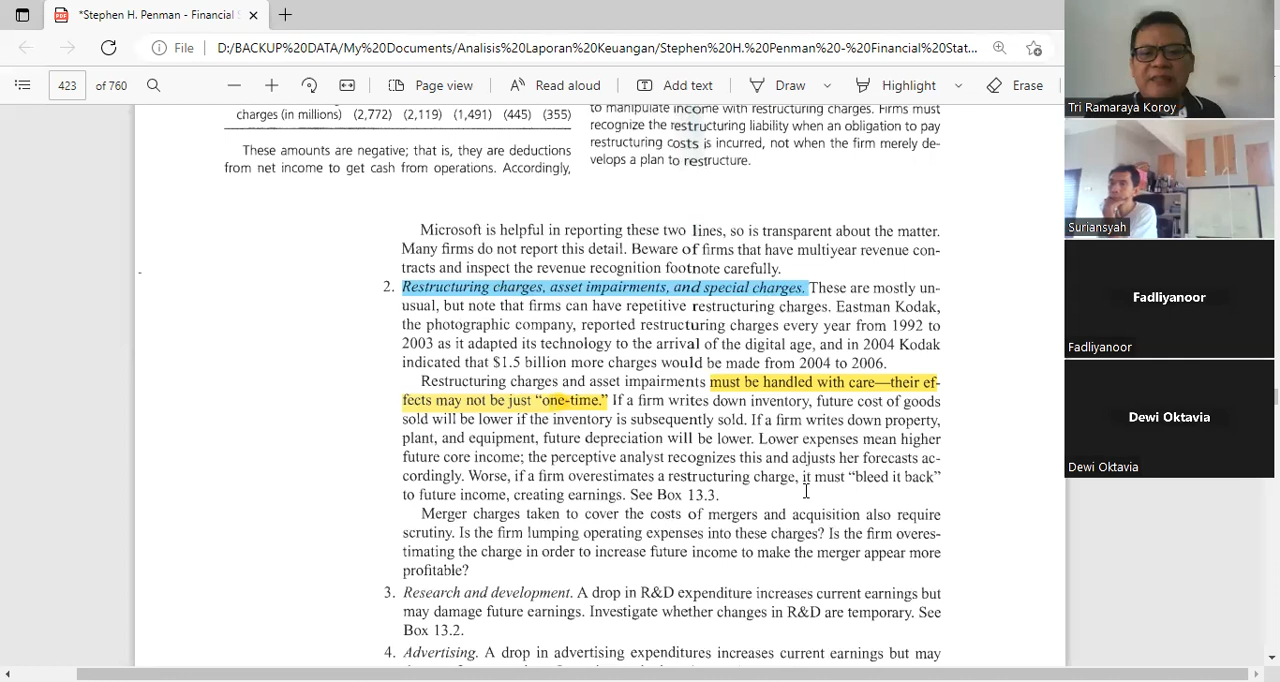 *Stephen H. Penman - Financial S
File
D:/BACKUP%20DATA/My%20Documents/Analisis%20Laporan%20Keuangan/Stephen%20H.%20Penman%20-%20Financial%20Stat...
423
of 760
Page view
Read aloud
Add text
Draw
Highlight
Erase
charges (in millions) (2,772) (2,119) (1,491) (445) (355)
These amounts are negative; that is, they are deductions
from net income to get cash from operations. Accordingly,
to manipulate income with restructuring charges. Firms must
recognize the restructuring liability when an obligation to pay
restructuring costs is incurred, not when the firm merely de-
velops a plan to restructure.
Microsoft is helpful in reporting these two lines, so is transparent about the matter.
Many firms do not report this detail. Beware of firms that have multiyear revenue con-
tracts and inspect the revenue recognition footnote carefully.
2. Restructuring charges, asset impairments, and special charges. These are mostly un-
usual, but note that firms can have repetitive restructuring charges. Eastman Kodak,
the photographic company, reported restructuring charges every year from 1992 to
2003 as it adapted its technology to the arrival of the digital age, and in 2004 Kodak
indicated that $1.5 billion more charges would be made from 2004 to 2006.
Restructuring charges and asset impairments must be handled with care—their ef-
fects may not be just “one-time.” If a firm writes down inventory, future cost of goods
sold will be lower if the inventory is subsequently sold. If a firm writes down property,
plant, and equipment, future depreciation will be lower. Lower expenses mean higher
future core income; the perceptive analyst recognizes this and adjusts her forecasts ac-
cordingly. Worse, if a firm overestimates a restructuring charge, it must “bleed it back”
to future income, creating earnings. See Box 13.3.
Merger charges taken to cover the costs of mergers and acquisition also require
scrutiny. Is the firm lumping operating expenses into these charges? Is the firm overes-
timating the charge in order to increase future income to make the merger appear more
profitable?
3. Research and development. A drop in R&D expenditure increases current earnings but
may damage future earnings. Investigate whether changes in R&D are temporary. See
Box 13.2.
4. Advertising. A drop in advertising expenditures increases current earnings but may
Tri Ramaraya Koroy
Suriansyah
Fadliyanoor
Fadliyanoor
Dewi Oktavia
Dewi Oktavia